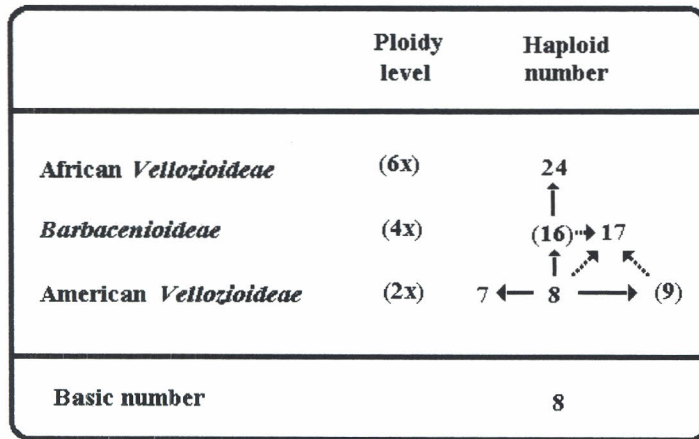 Ploidy level Haploid number
African Vellozioideae (6x) 24
Barbacenioideae (4x) (16) 17
American Vellozioideae (2x) 7 8 (9)
Basic number 8